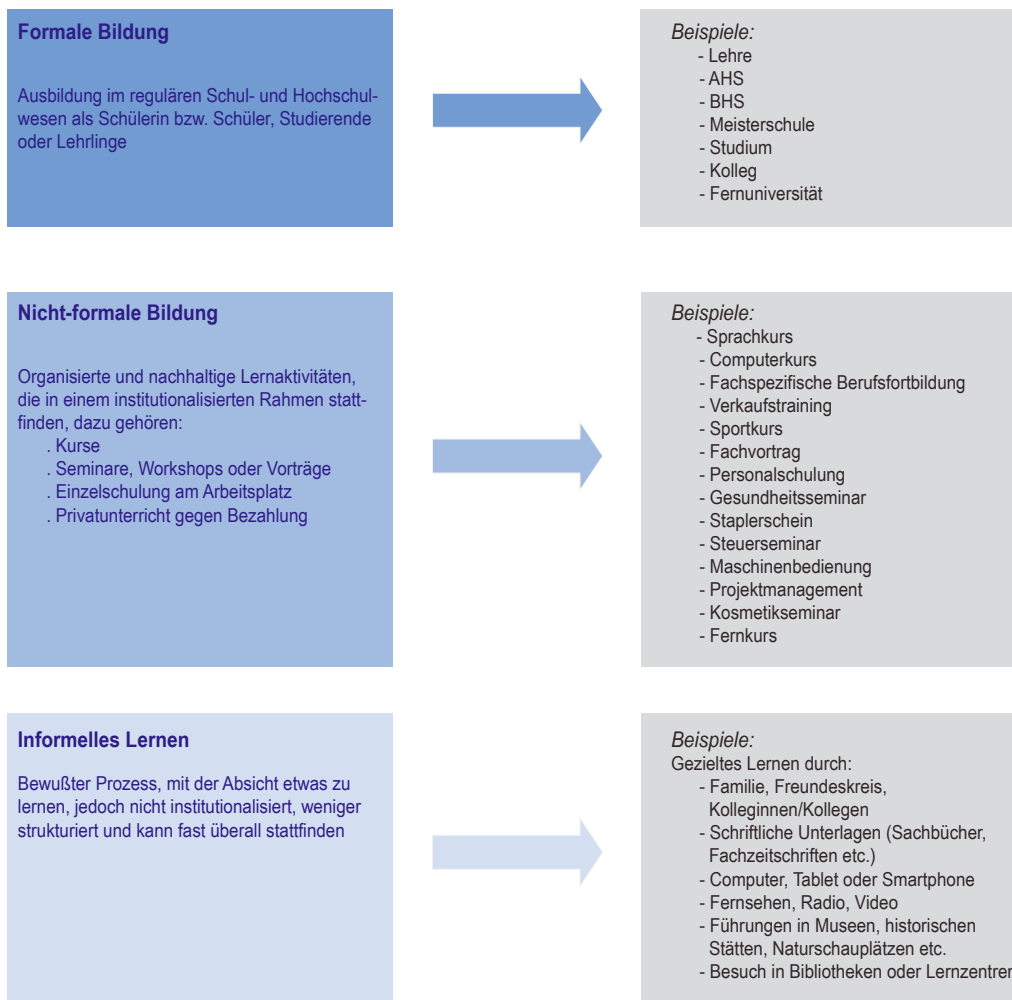 Formale Bildung
Ausbildung im regulären Schul- und Hochschul-
wesen als Schülerin bzw. Schüler, Studierende
oder Lehrlinge
Beispiele:
- Lehre
- AHS
- BHS
- Meisterschule
- Studium
- Kolleg
- Fernuniversität
Nicht-formale Bildung
Organisierte und nachhaltige Lernaktivitäten,
die in einem institutionalisierten Rahmen statt-
finden, dazu gehören:
. Kurse
. Seminare, Workshops oder Vorträge
. Einzelschulung am Arbeitsplatz
. Privatunterricht gegen Bezahlung
Beispiele:
- Sprachkurs
- Computerkurs
- Fachspezifische Berufsfortbildung
- Verkaufstraining
- Sportkurs
- Fachvortrag
- Personalschulung
- Gesundheitsseminar
- Staplerschein
- Steuerseminar
- Maschinenbedienung
- Projektmanagement
- Kosmetikseminar
- Fernkurs
Informelles Lernen
Bewußter Prozess, mit der Absicht etwas zu
lernen, jedoch nicht institutionalisiert, weniger
strukturiert und kann fast überall stattfinden
Beispiele:
Gezieltes Lernen durch:
- Familie, Freundeskreis,
Kolleginnen/Kollegen
- Schriftliche Unterlagen (Sachbücher,
Fachzeitschriften etc.)
- Computer, Tablet oder Smartphone
- Fernsehen, Radio, Video
- Führungen in Museen, historischen
Stätten, Naturschauplätzen etc.
- Besuch in Bibliotheken oder Lernzentren